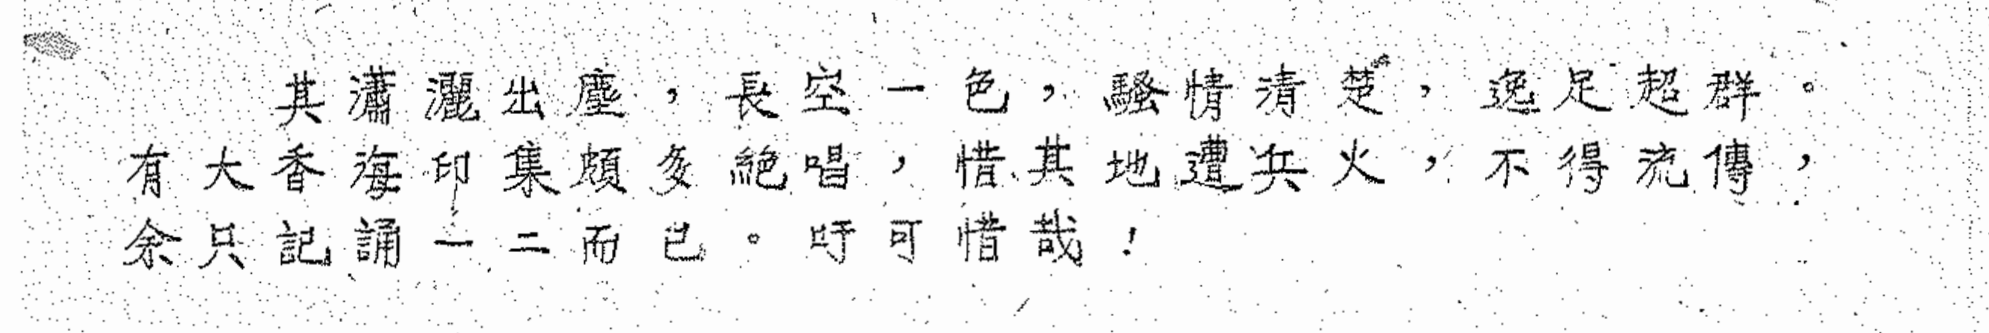 其瀟灑出塵，長空一色，騷情清楚，逸足超群。
有大香海印集頗多絕唱，惜其地遭兵火，不得流傳，
余只記誦一二而已。吁可惜哉！